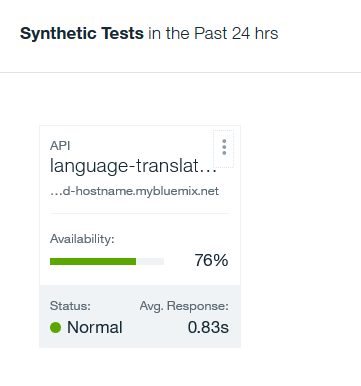 Synthetic Tests in the Past 24 hrs
API
language-translat...
...d-hostname.mybluemix.net
Availability:
76%
Status: Avg. Response:
Normal 0.83s